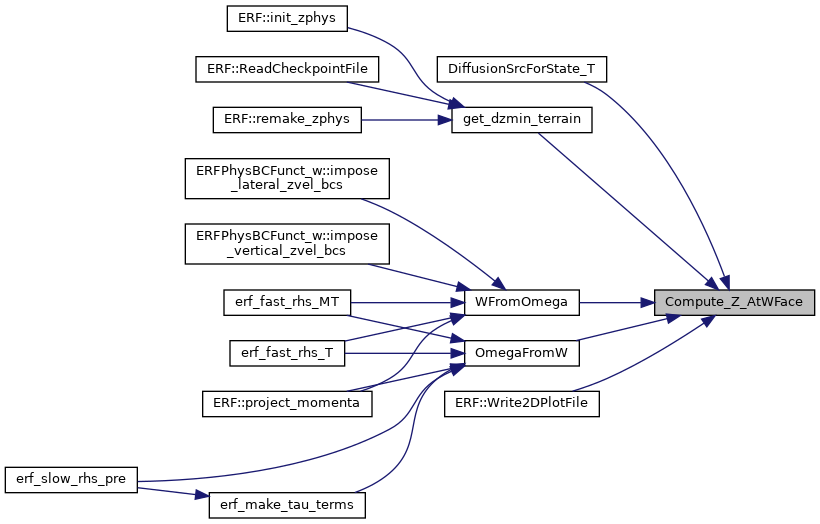 ERF::init_zphys
ERF::ReadCheckpointFile
DiffusionSrcForState_T
ERF::remake_zphys
get_dzmin_terrain
ERFPhysBCFunct_w::impose
_lateral_zvel_bcs
ERFPhysBCFunct_w::impose
_vertical_zvel_bcs
erf_fast_rhs_MT
WFromOmega
Compute_Z_AtWFace
erf_fast_rhs_T
OmegaFromW
ERF::project_momenta
ERF::Write2DPlotFile
erf_slow_rhs_pre
erf_make_tau_terms